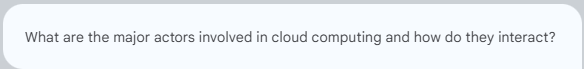 What are the major actors involved in cloud computing and how do they interact?